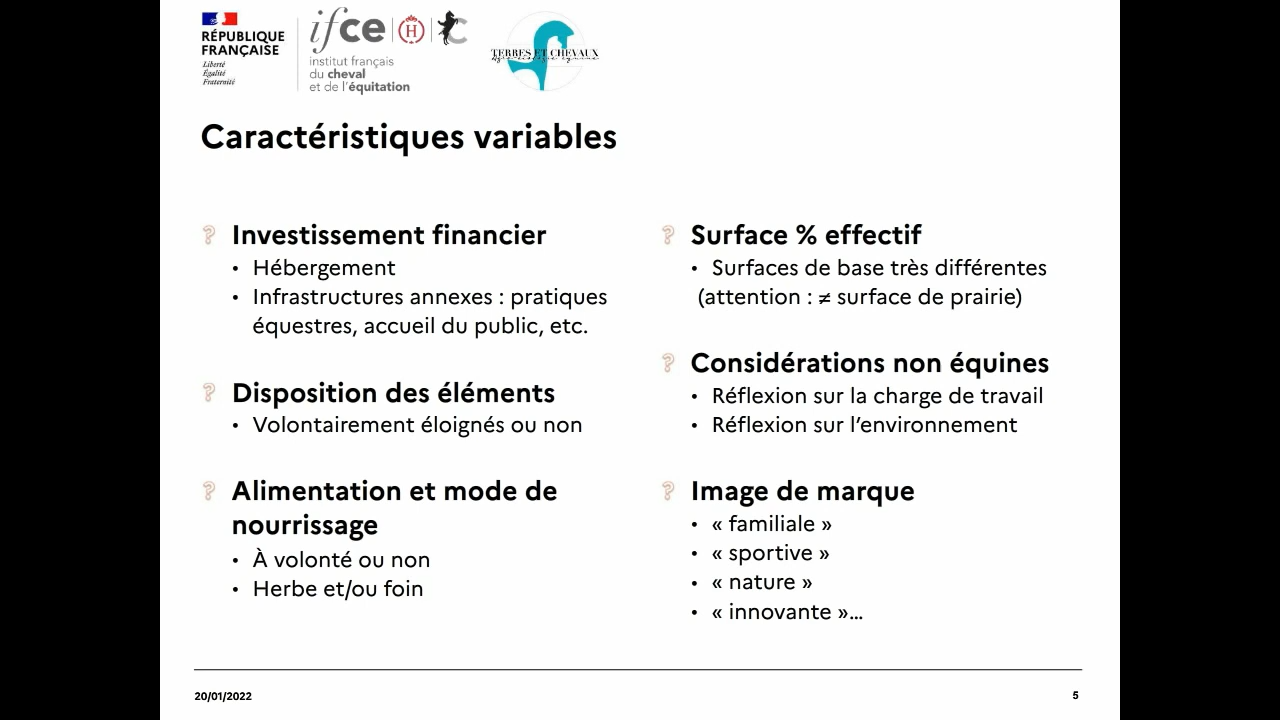 RÉPUBLIQUE
FRANÇAISE
Liberté
Égalité
Fraternité
ifce
H
institut français
du cheval
et de l'équitation
TERRES ET CHEVAUX
Caractéristiques variables
? Investissement financier
• Hébergement
• Infrastructures annexes : pratiques
équestres, accueil du public, etc.
? Disposition des éléments
• Volontairement éloignés ou non
? Alimentation et mode de
nourrissage
• À volonté ou non
• Herbe et/ou foin
? Surface % effectif
• Surfaces de base très différentes
(attention : ≠ surface de prairie)
? Considérations non équines
• Réflexion sur la charge de travail
• Réflexion sur l'environnement
? Image de marque
• « familiale »
• « sportive »
• « nature »
• « innovante »…
20/01/2022
5